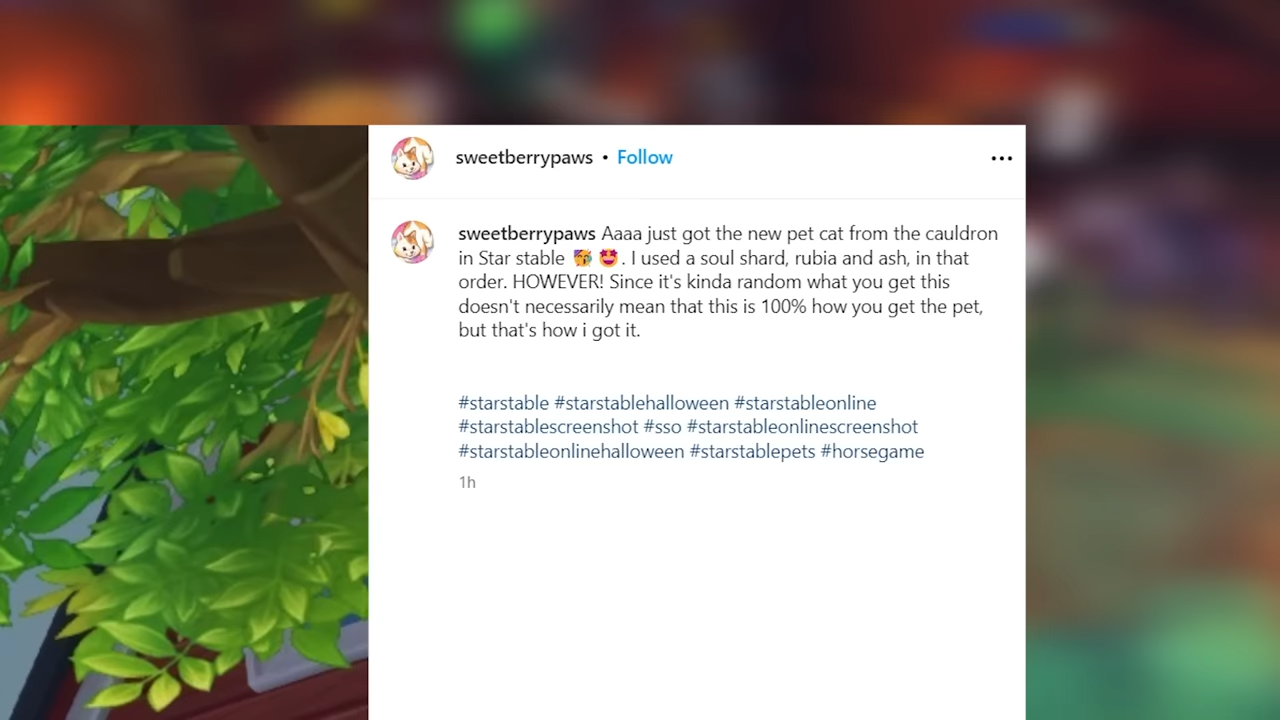 sweetberrypaws • Follow
sweetberrypaws Aaaa just got the new pet cat from the cauldron
in Star stable 🥳 🤩. I used a soul shard, rubia and ash, in that
order. HOWEVER! Since it's kinda random what you get this
doesn't necessarily mean that this is 100% how you get the pet,
but that's how i got it.
#starstable #starstablehalloween #starstableonline
#starstablescreenshot #sso #starstableonlinescreenshot
#starstableonlinehalloween #starstablepets #horsegame
1h